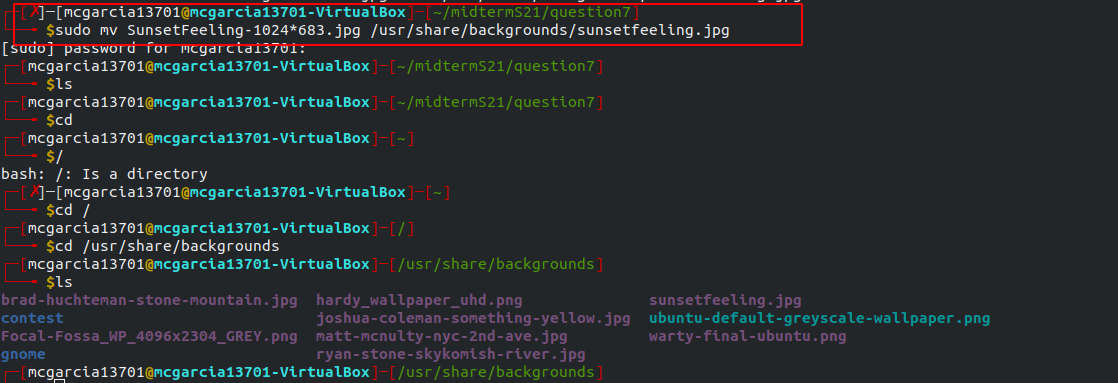 [✗]─[mcgarcia13701@mcgarcia13701-VirtualBox]─[~/midtermS21/question7]
$sudo mv SunsetFeeling-1024*683.jpg /usr/share/backgrounds/sunsetfeeling.jpg
[sudo] password for mcgarcia13701:
[mcgarcia13701@mcgarcia13701-VirtualBox]─[~/midtermS21/question7]
$ls
[mcgarcia13701@mcgarcia13701-VirtualBox]─[~/midtermS21/question7]
$cd
[mcgarcia13701@mcgarcia13701-VirtualBox]─[~]
$/
bash: /: Is a directory
[✗]─[mcgarcia13701@mcgarcia13701-VirtualBox]─[~]
$cd /
[mcgarcia13701@mcgarcia13701-VirtualBox]─[/]
$cd /usr/share/backgrounds
[mcgarcia13701@mcgarcia13701-VirtualBox]─[/usr/share/backgrounds]
$ls
brad-huchteman-stone-mountain.jpg hardy_wallpaper_uhd.png sunsetfeeling.jpg
contest joshua-coleman-something-yellow.jpg ubuntu-default-greyscale-wallpaper.png
Focal-Fossa_WP_4096x2304_GREY.png matt-mcnulty-nyc-2nd-ave.jpg warty-final-ubuntu.png
gnome ryan-stone-skykomish-river.jpg
[mcgarcia13701@mcgarcia13701-VirtualBox]─[/usr/share/backgrounds]